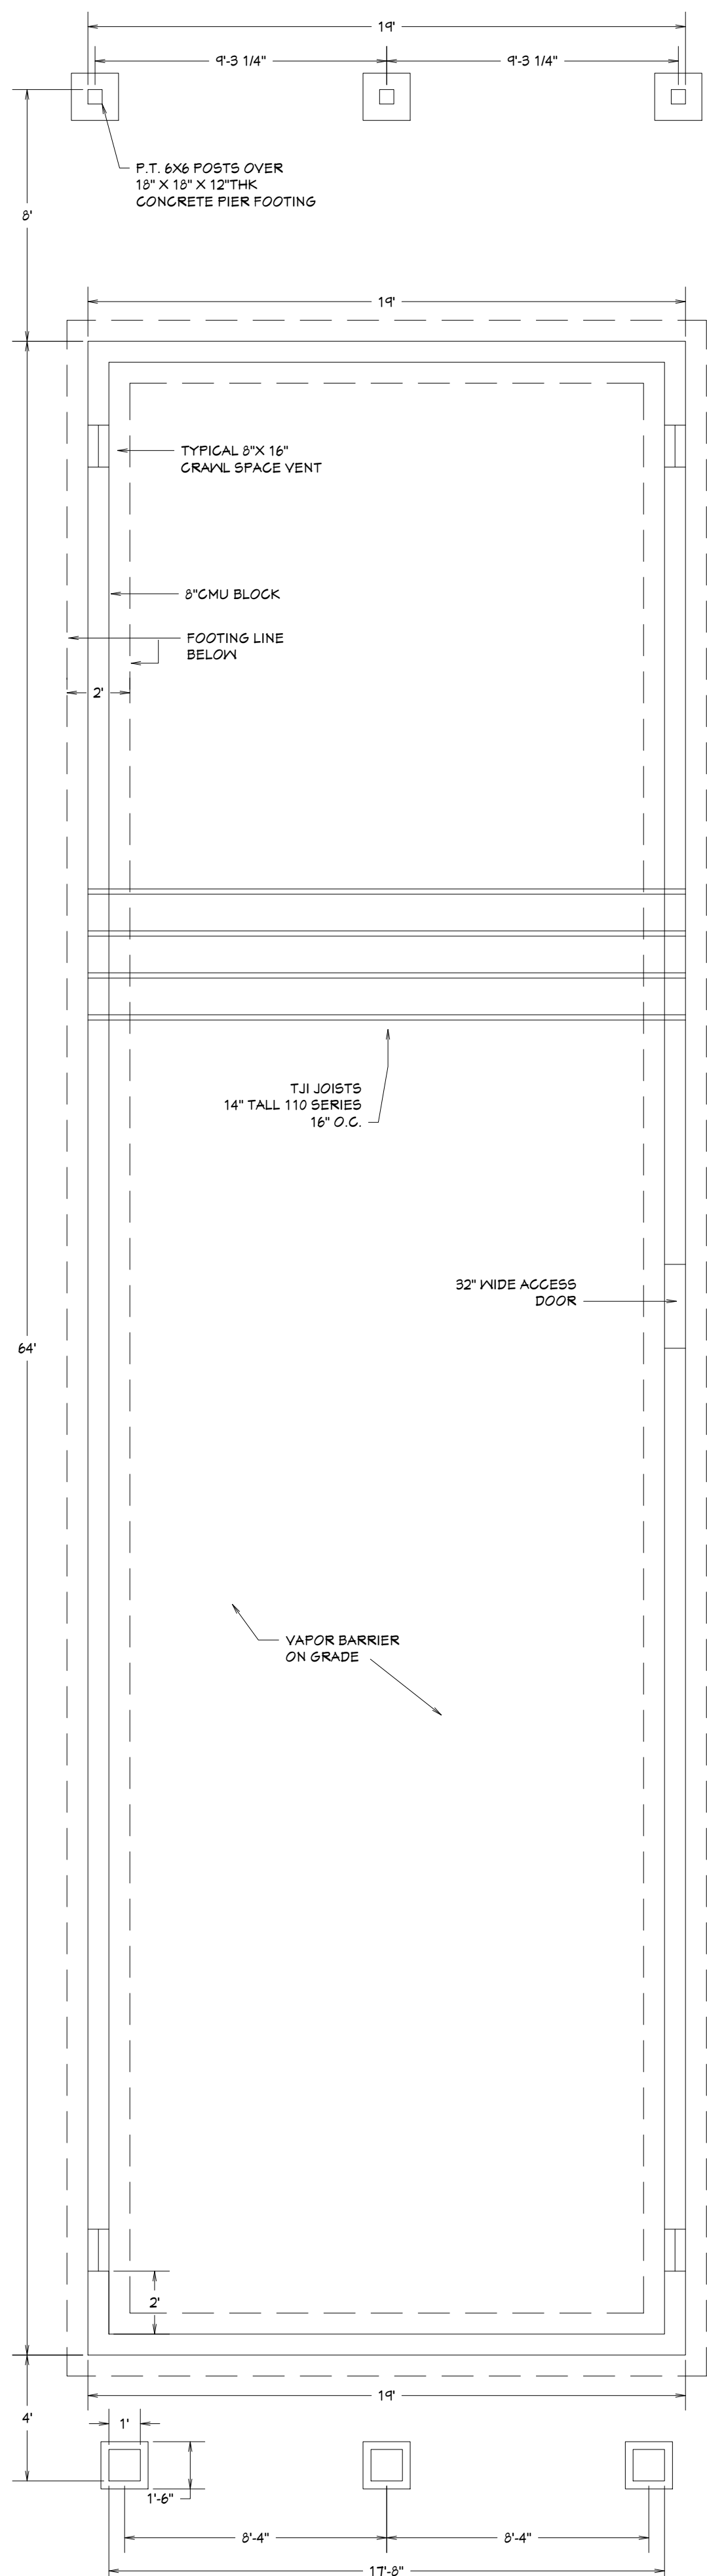 19'
9'-3 1/4"
9'-3 1/4"
P.T. 6X6 POSTS OVER
18" X 18" X 12"THK
CONCRETE PIER FOOTING
8'
19'
TYPICAL 8"X 16"
CRAWL SPACE VENT
8"CMU BLOCK
FOOTING LINE
BELOW
2'
TJI JOISTS
14" TALL 110 SERIES
16" O.C.
32" WIDE ACCESS
DOOR
64'
VAPOR BARRIER
ON GRADE
2'
19'
4'
1'
1'-6"
8'-4"
8'-4"
17'-8"